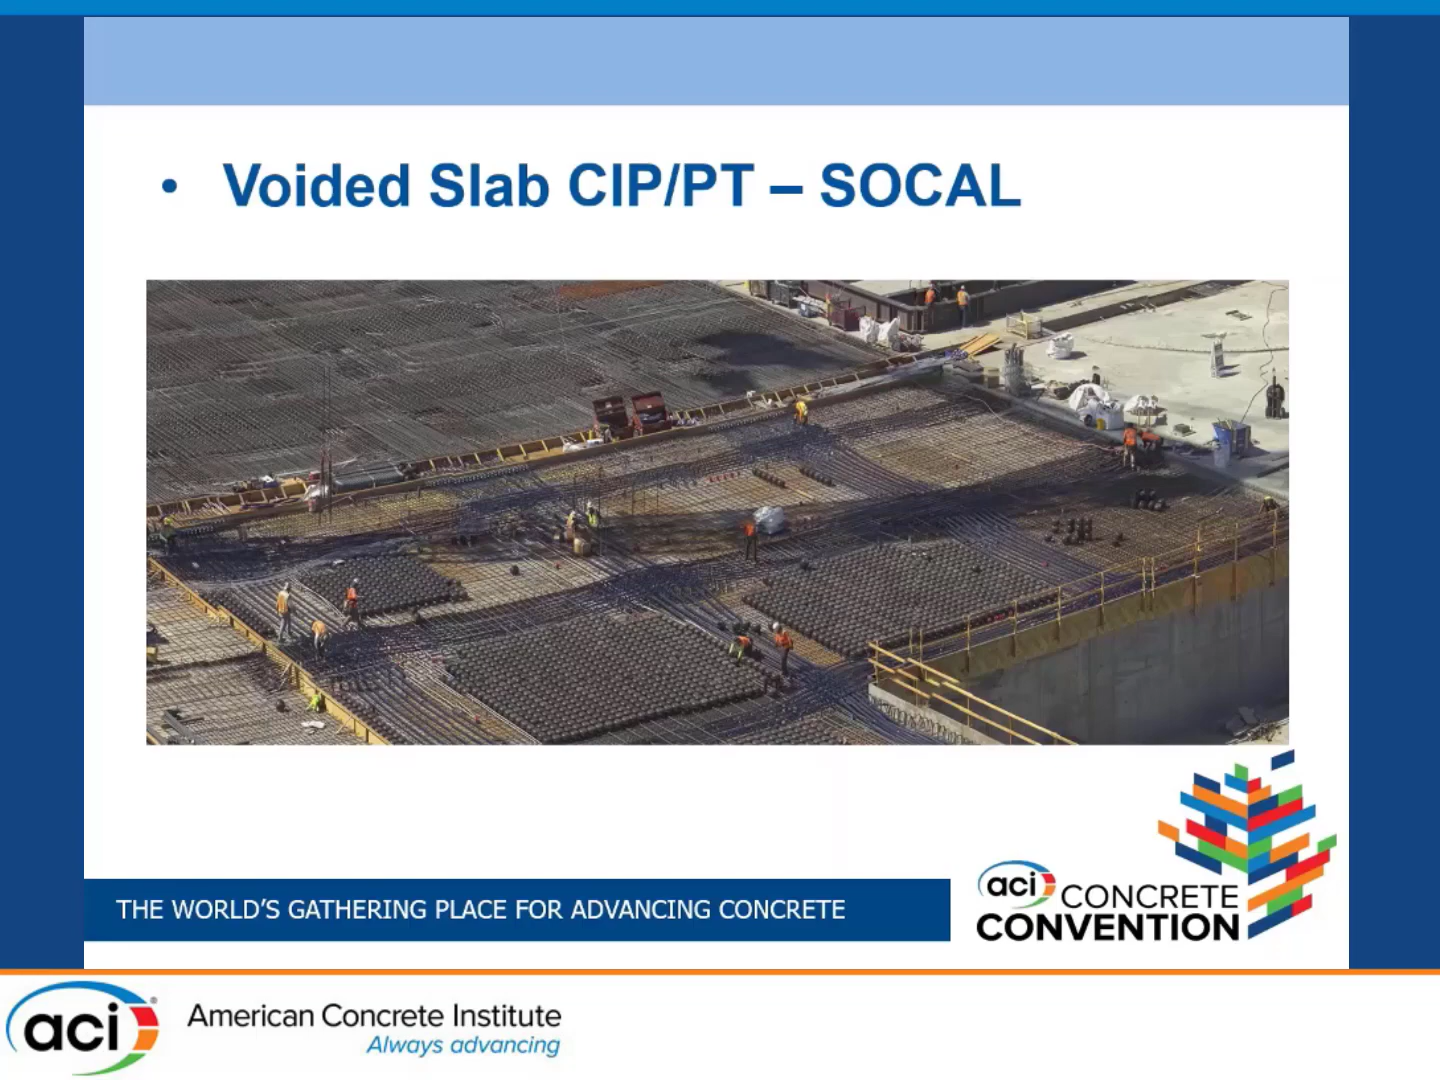 • Voided Slab CIP/PT – SOCAL
THE WORLD'S GATHERING PLACE FOR ADVANCING CONCRETE
aci CONCRETE
CONVENTION
aci® American Concrete Institute
Always advancing